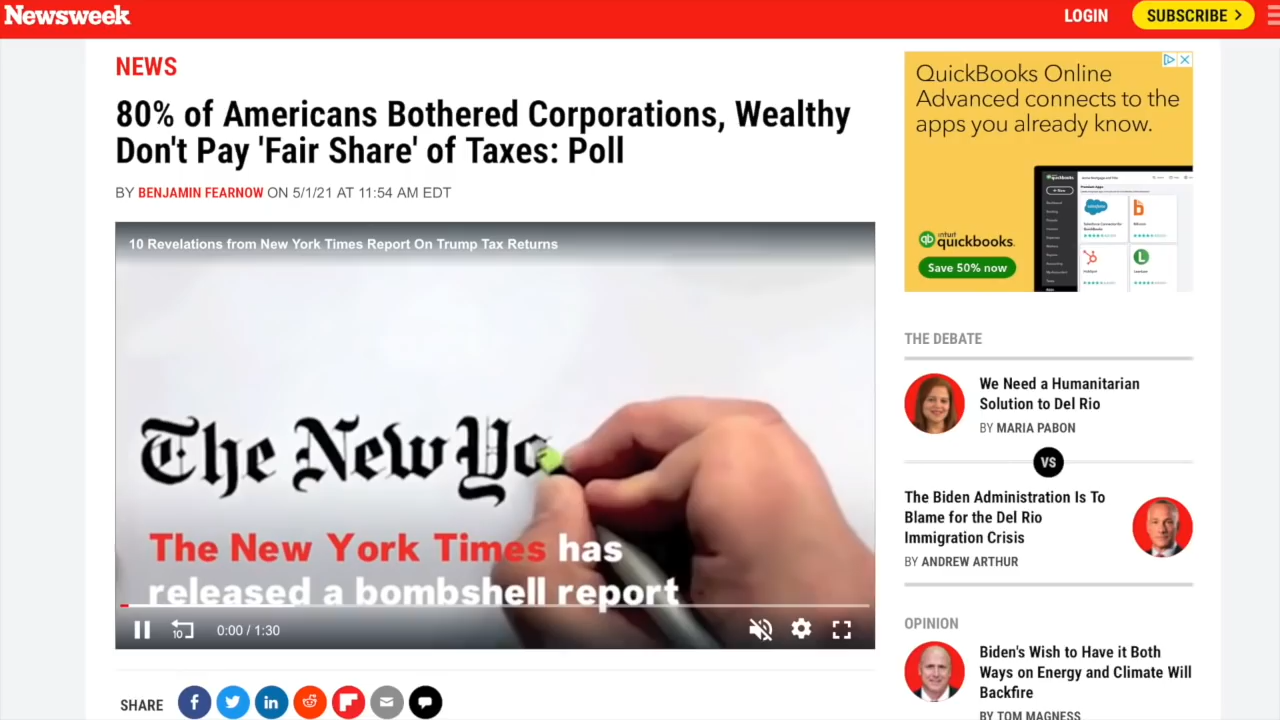 Newsweek
LOGIN
SUBSCRIBE
NEWS
80% of Americans Bothered Corporations, Wealthy
Don't Pay 'Fair Share' of Taxes: Poll
BY BENJAMIN FEARNOW ON 5/1/21 AT 11:54 AM EDT
10 Revelations from New York Times Report On Trump Tax Returns
The New Yo
The New York Times has
released a bombshell report
10
0:00 / 1:30
SHARE
QuickBooks Online
Advanced connects to the
apps you already know.
intuit
quickbooks.
Save 50% now
THE DEBATE
We Need a Humanitarian
Solution to Del Rio
BY MARIA PABON
VS
The Biden Administration Is To
Blame for the Del Rio
Immigration Crisis
BY ANDREW ARTHUR
OPINION
Biden's Wish to Have it Both
Ways on Energy and Climate Will
Backfire
BY TOM MAGNESS